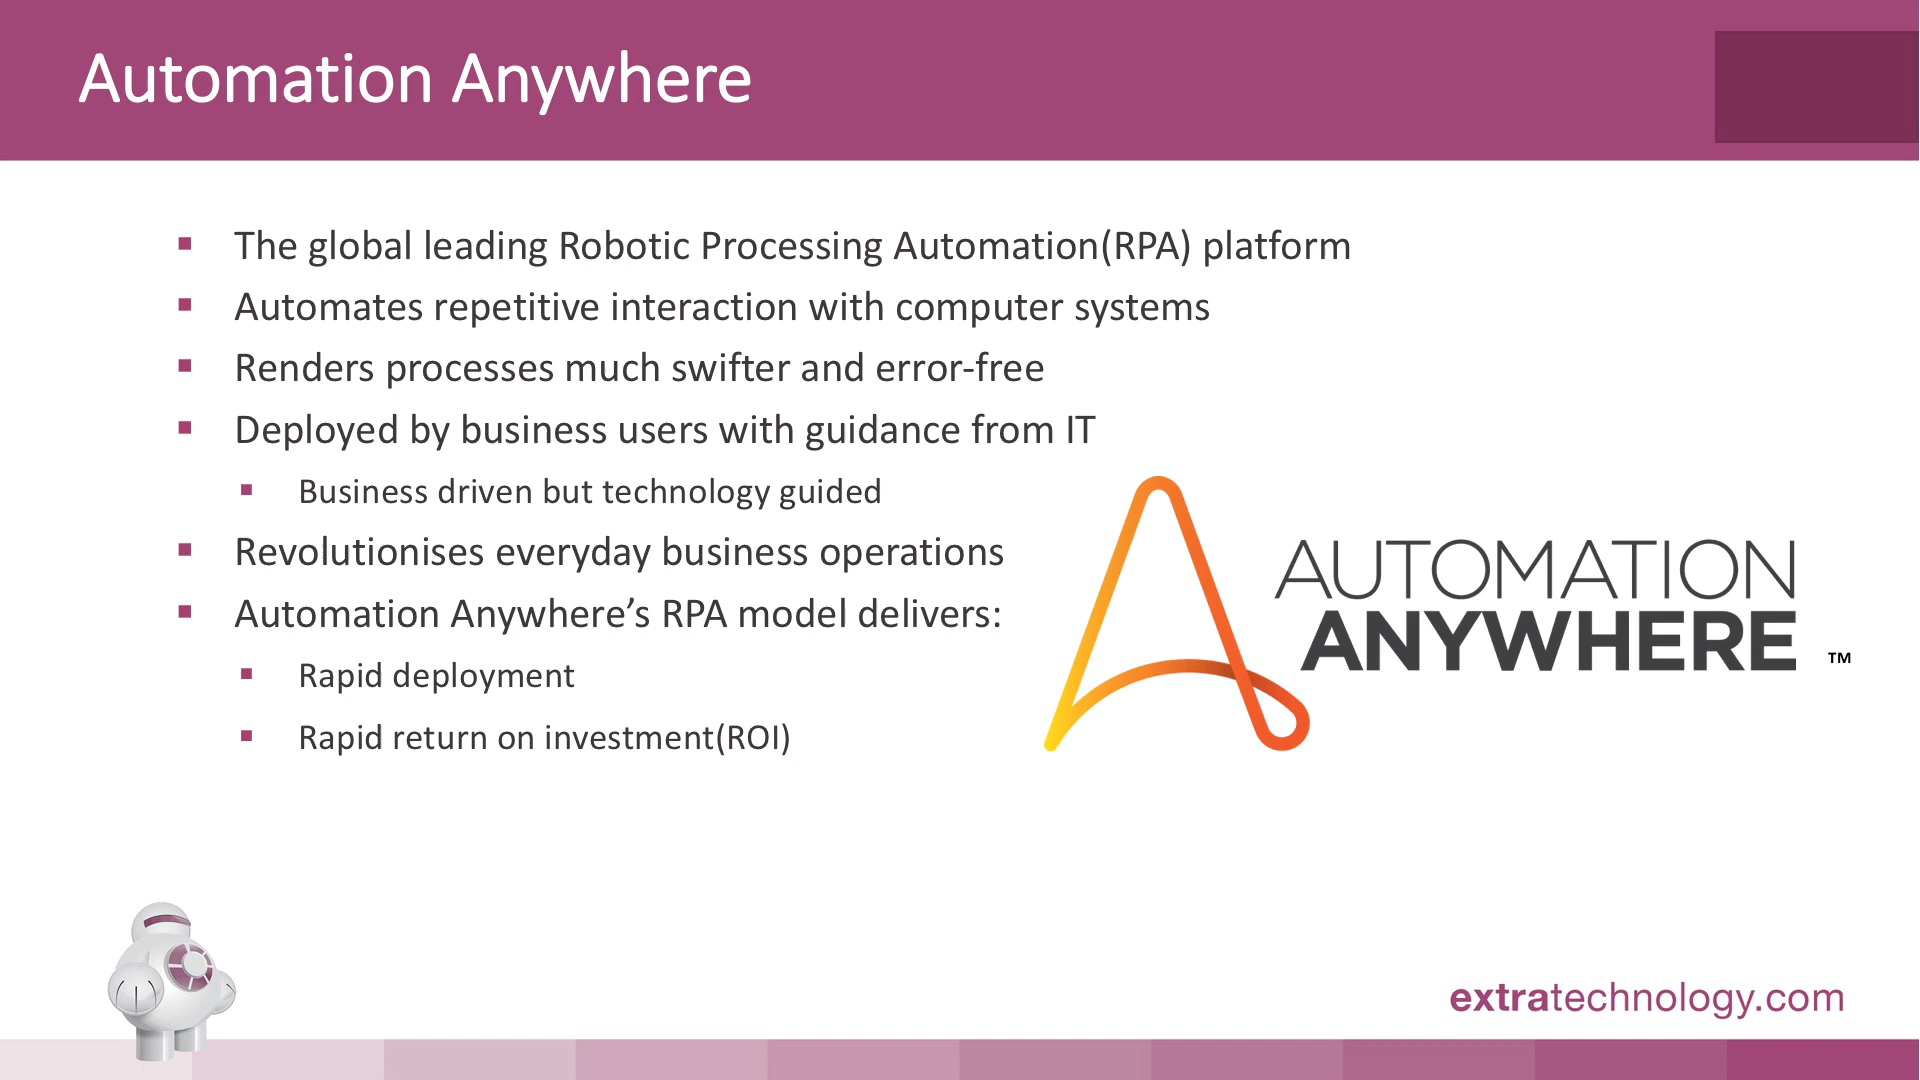 Automation Anywhere
▪ The global leading Robotic Processing Automation(RPA) platform
▪ Automates repetitive interaction with computer systems
▪ Renders processes much swifter and error-free
▪ Deployed by business users with guidance from IT
▪ Business driven but technology guided
▪ Revolutionises everyday business operations
▪ Automation Anywhere’s RPA model delivers:
▪ Rapid deployment
▪ Rapid return on investment(ROI)
AUTOMATION
ANYWHERE ™
extratechnology.com